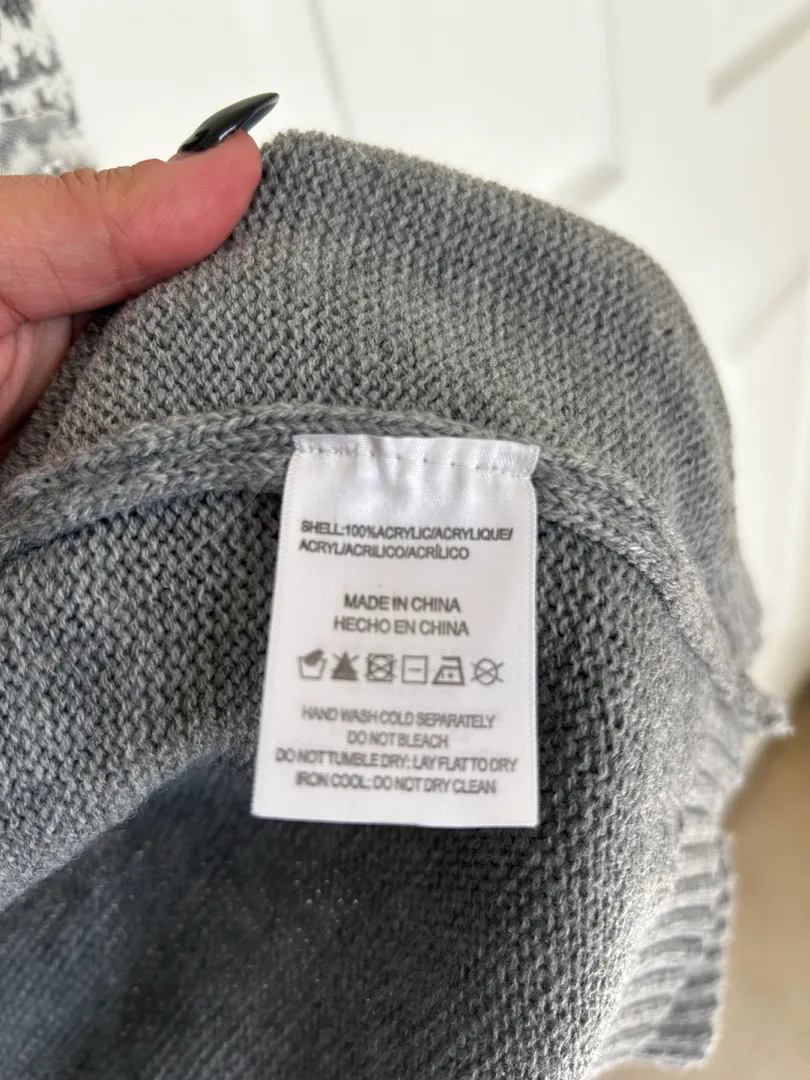 SHELL:100%ACRYLIC/ACRYLIQUE/
ACRYL/ACRILICO/ACRÍLICO
MADE IN CHINA
HECHO EN CHINA
HAND WASH COLD SEPARATELY
DO NOT BLEACH
DO NOT TUMBLE DRY; LAY FLAT TO DRY
IRON COOL: DO NOT DRY CLEAN